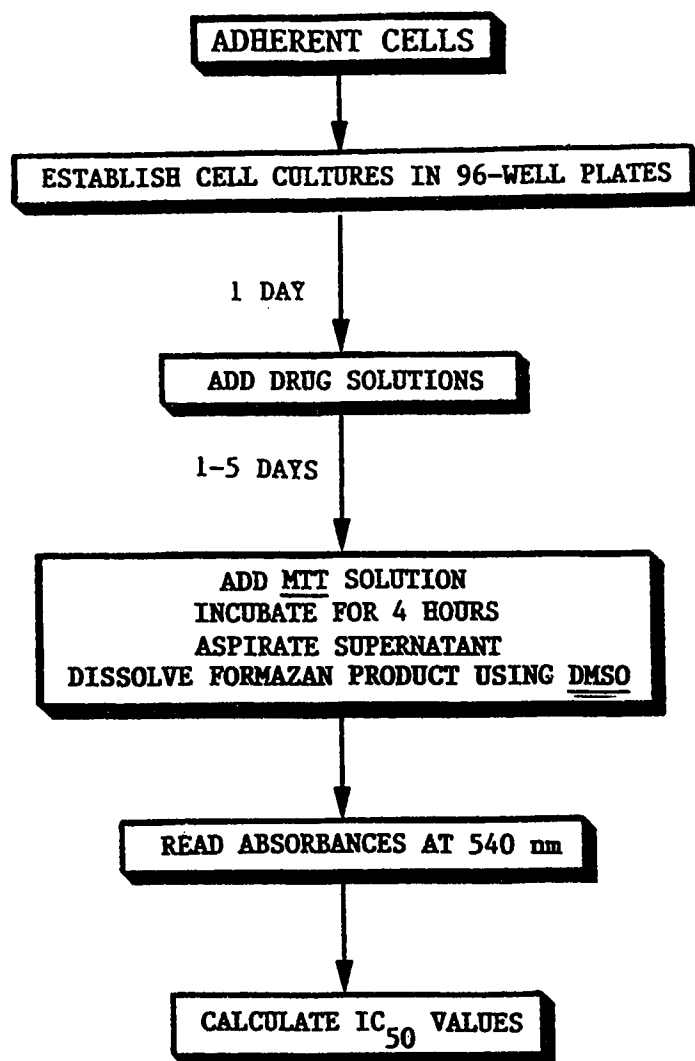 ADHERENT CELLS
ESTABLISH CELL CULTURES IN 96-WELL PLATES
1 DAY
ADD DRUG SOLUTIONS
1-5 DAYS
ADD MTT SOLUTION
INCUBATE FOR 4 HOURS
ASPIRATE SUPERNATANT
DISSOLVE FORMAZAN PRODUCT USING DMSO
READ ABSORBANCES AT 540 nm
CALCULATE IC50 VALUES